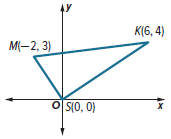 y
K(6, 4)
M(−2, 3)
O S(0, 0) x